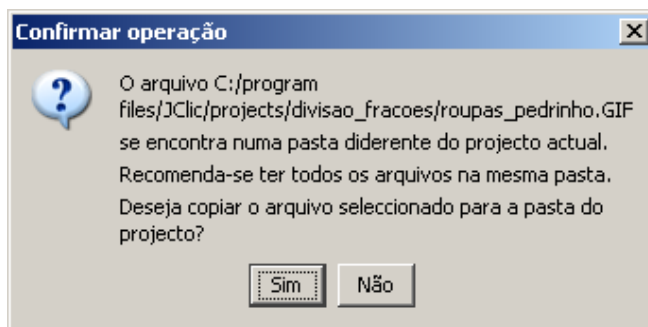 Confirmar operação
O arquivo C:/program
files/JClic/projects/divisao_fracoes/roupas_pedrinho.GIF
se encontra numa pasta diderente do projecto actual.
Recomenda-se ter todos os arquivos na mesma pasta.
Deseja copiar o arquivo seleccionado para a pasta do
projecto?
Sim Não